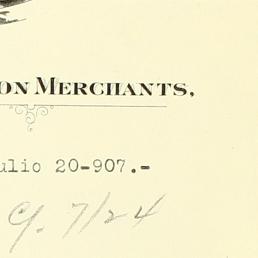 ON MERCHANTS.
ulio 20-907.-
C/. 7/24